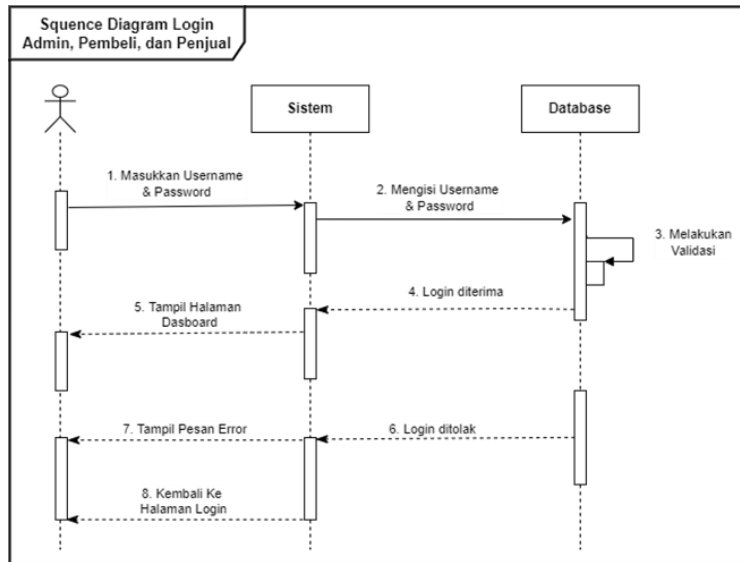 Squence Diagram Login
Admin, Pembeli, dan Penjual
Sistem
Database
1. Masukkan Username
& Password
2. Mengisi Username
& Password
3. Melakukan
Validasi
4. Login diterima
5. Tampil Halaman
Dasboard
6. Login ditolak
7. Tampil Pesan Error
8. Kembali Ke
Halaman Login